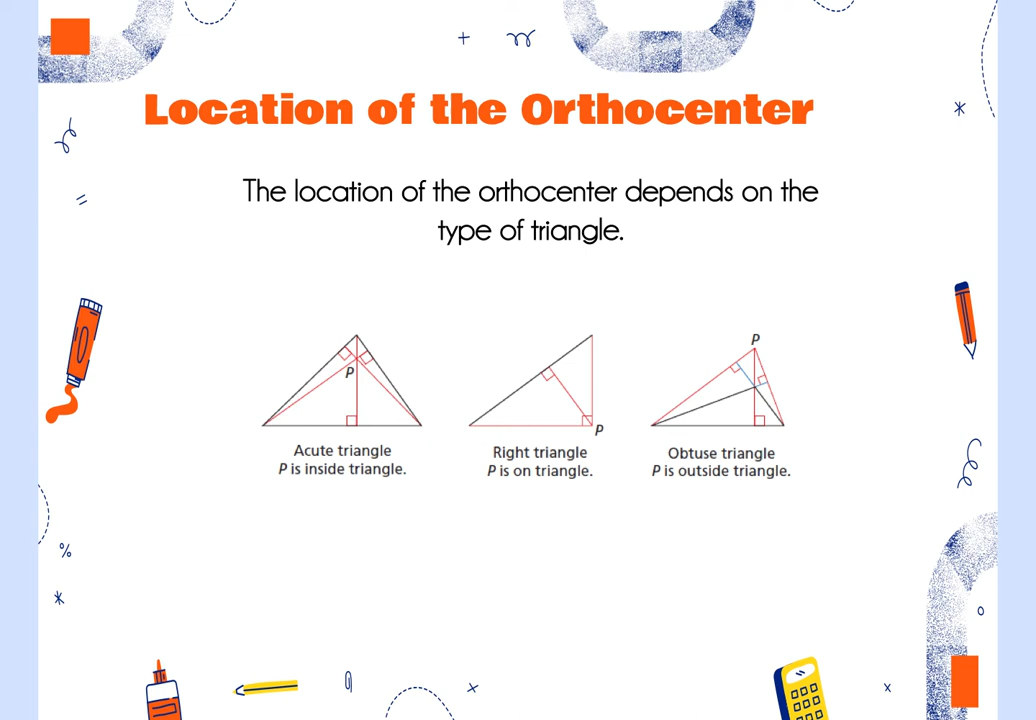 Location of the Orthocenter
The location of the orthocenter depends on the
type of triangle.
P
P
P
Acute triangle
P is inside triangle.
Right triangle
P is on triangle.
Obtuse triangle
P is outside triangle.
+
*
=
%
*
x
x